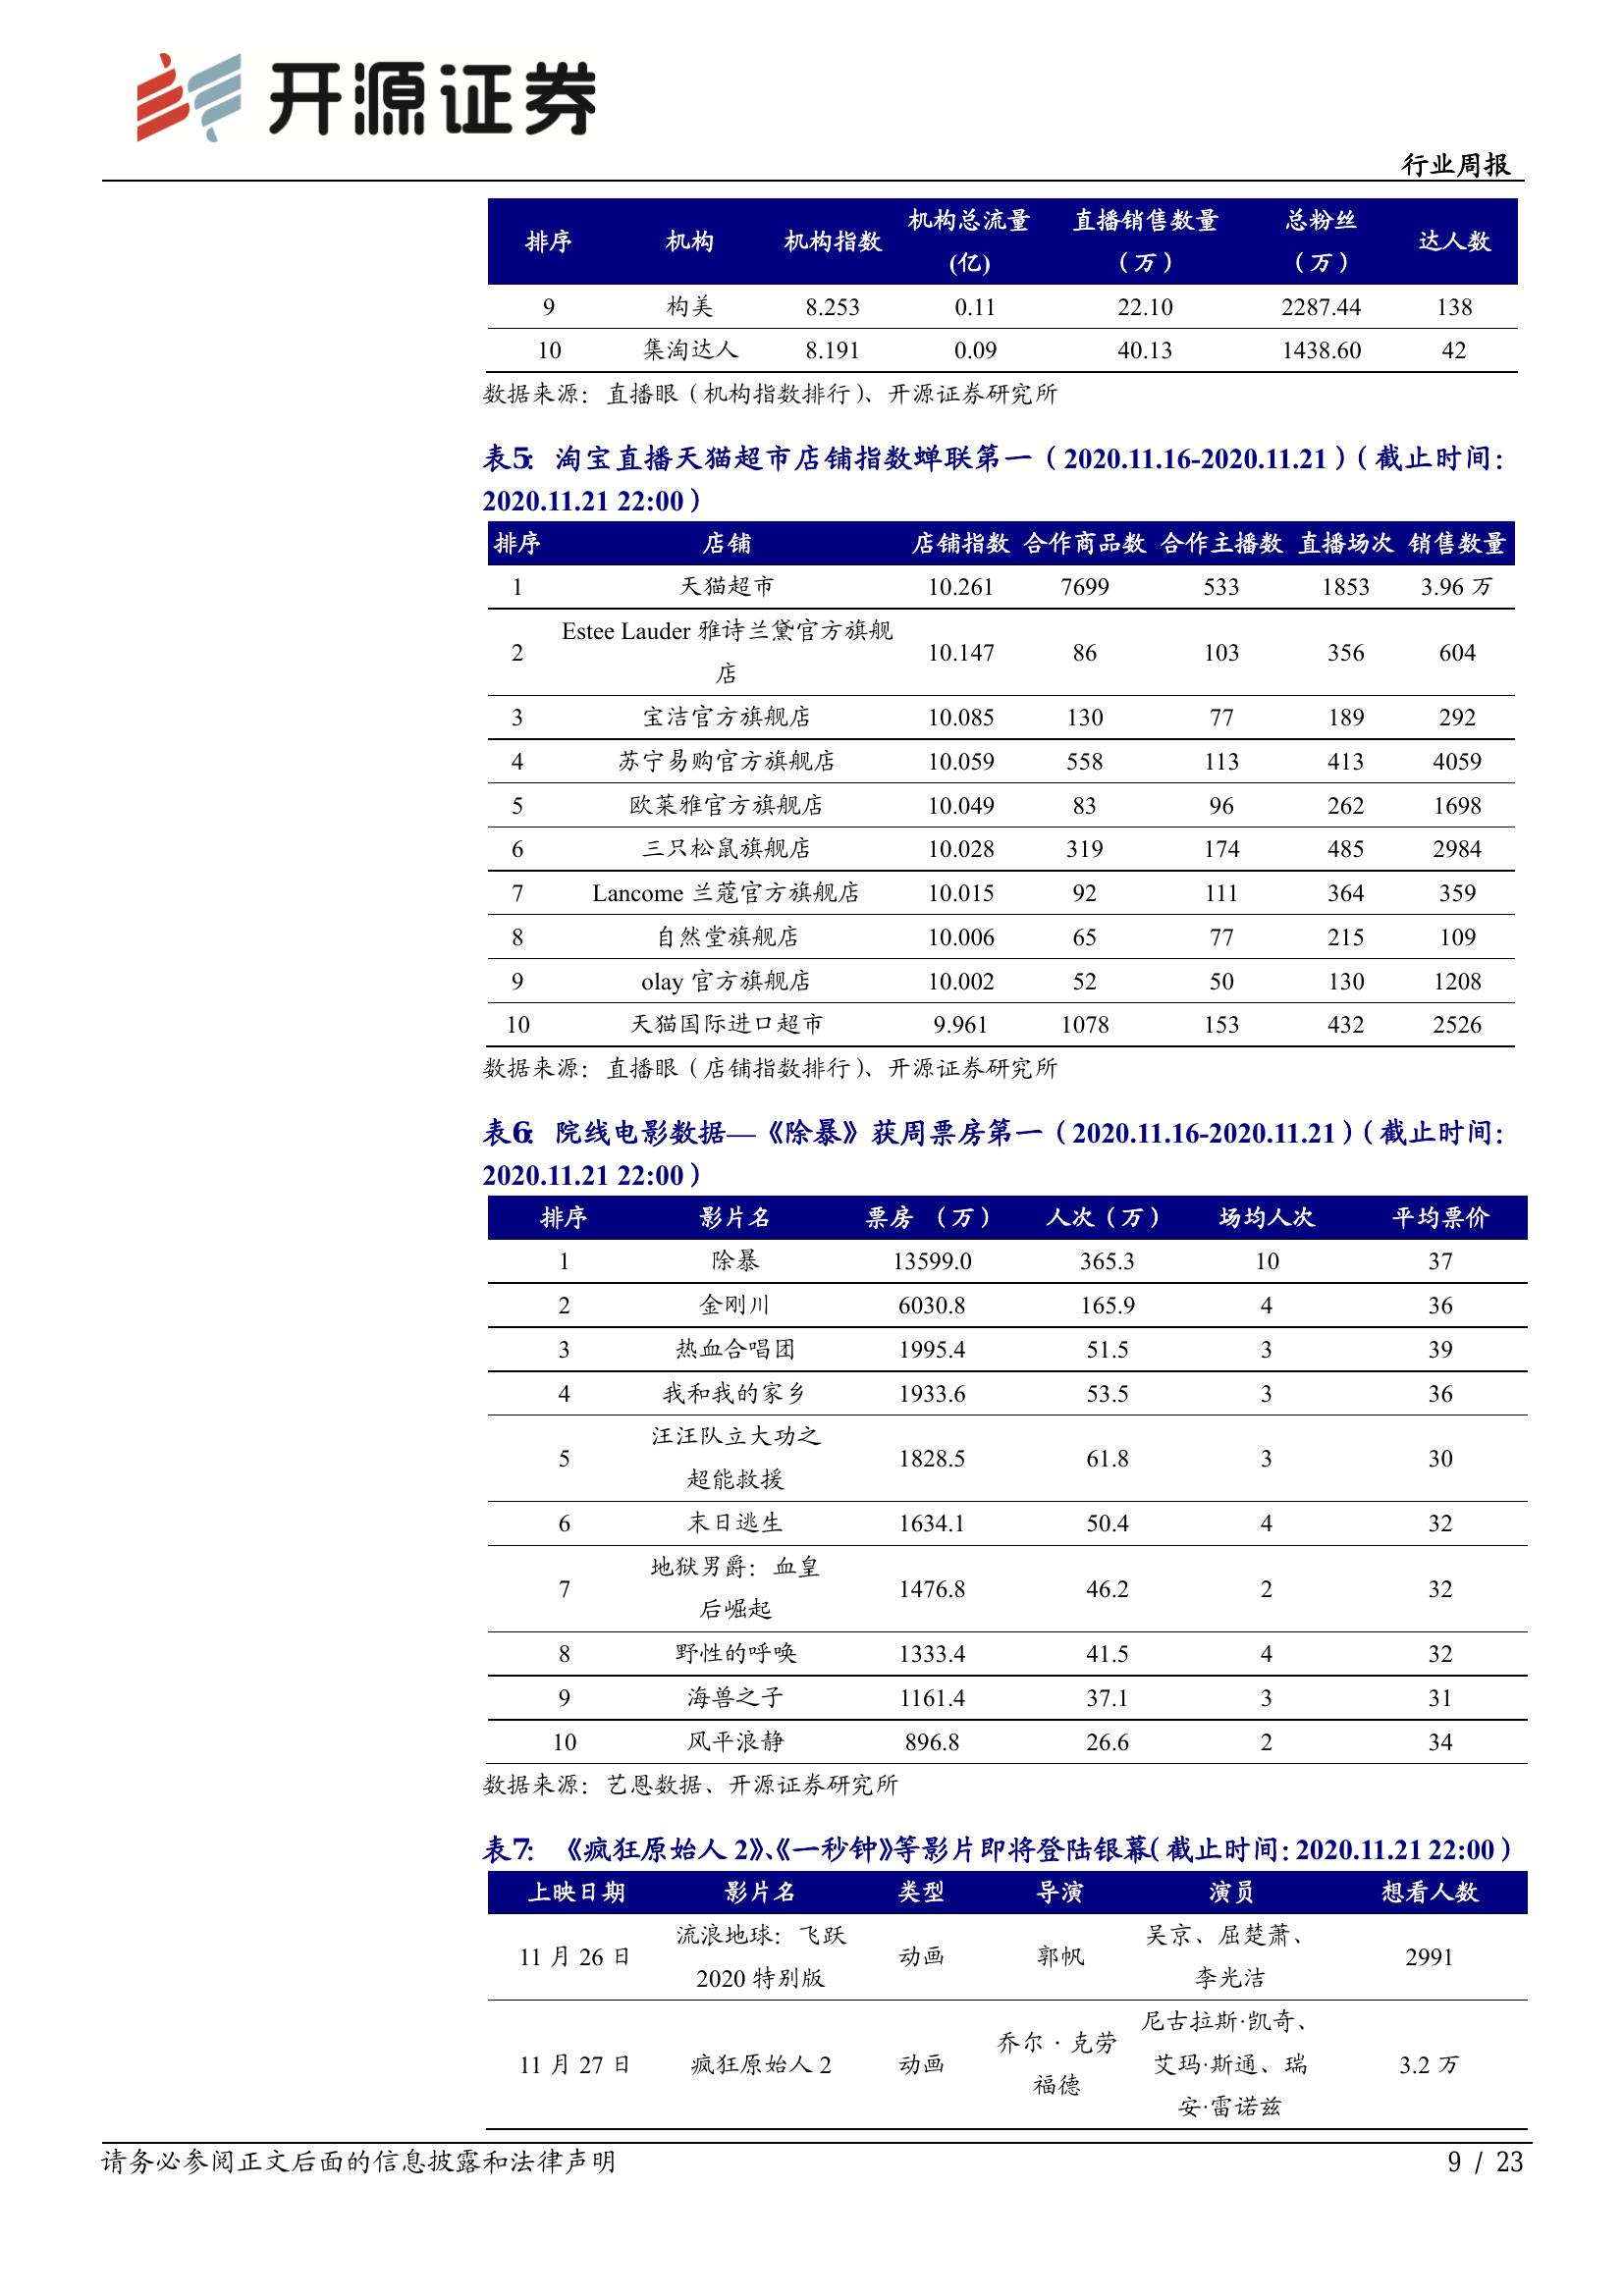 开源证券
行业周报
排序 机构 机构指数 机构总流量(亿) 直播销售数量（万） 总粉丝（万） 达人数
9 构美 8.253 0.11 22.10 2287.44 138
10 集淘达人 8.191 0.09 40.13 1438.60 42
数据来源：直播眼（机构指数排行）、开源证券研究所
表5：淘宝直播天猫超市店铺指数蝉联第一（2020.11.16-2020.11.21）（截止时间：
2020.11.21 22:00）
排序 店铺 店铺指数 合作商品数 合作主播数 直播场次 销售数量
1 天猫超市 10.261 7699 533 1853 3.96 万
2 Estee Lauder 雅诗兰黛官方旗舰店 10.147 86 103 356 604
3 宝洁官方旗舰店 10.085 130 77 189 292
4 苏宁易购官方旗舰店 10.059 558 113 413 4059
5 欧莱雅官方旗舰店 10.049 83 96 262 1698
6 三只松鼠旗舰店 10.028 319 174 485 2984
7 Lancome 兰蔻官方旗舰店 10.015 92 111 364 359
8 自然堂旗舰店 10.006 65 77 215 109
9 olay 官方旗舰店 10.002 52 50 130 1208
10 天猫国际进口超市 9.961 1078 153 432 2526
数据来源：直播眼（店铺指数排行）、开源证券研究所
表6：院线电影数据—《除暴》获周票房第一（2020.11.16-2020.11.21）（截止时间：
2020.11.21 22:00）
排序 影片名 票房 （万） 人次（万） 场均人次 平均票价
1 除暴 13599.0 365.3 10 37
2 金刚川 6030.8 165.9 4 36
3 热血合唱团 1995.4 51.5 3 39
4 我和我的家乡 1933.6 53.5 3 36
5 汪汪队立大功之超能救援 1828.5 61.8 3 30
6 末日逃生 1634.1 50.4 4 32
7 地狱男爵：血皇后崛起 1476.8 46.2 2 32
8 野性的呼唤 1333.4 41.5 4 32
9 海兽之子 1161.4 37.1 3 31
10 风平浪静 896.8 26.6 2 34
数据来源：艺恩数据、开源证券研究所
表7：《疯狂原始人 2》、《一秒钟》等影片即将登陆银幕（截止时间：2020.11.21 22:00）
上映日期 影片名 类型 导演 演员 想看人数
11 月 26 日 流浪地球：飞跃 2020 特别版 动画 郭帆 吴京、屈楚萧、李光洁 2991
11 月 27 日 疯狂原始人 2 动画 乔尔·克劳福德 尼古拉斯·凯奇、艾玛·斯通、瑞安·雷诺兹 3.2 万
请务必参阅正文后面的信息披露和法律声明
9 / 23